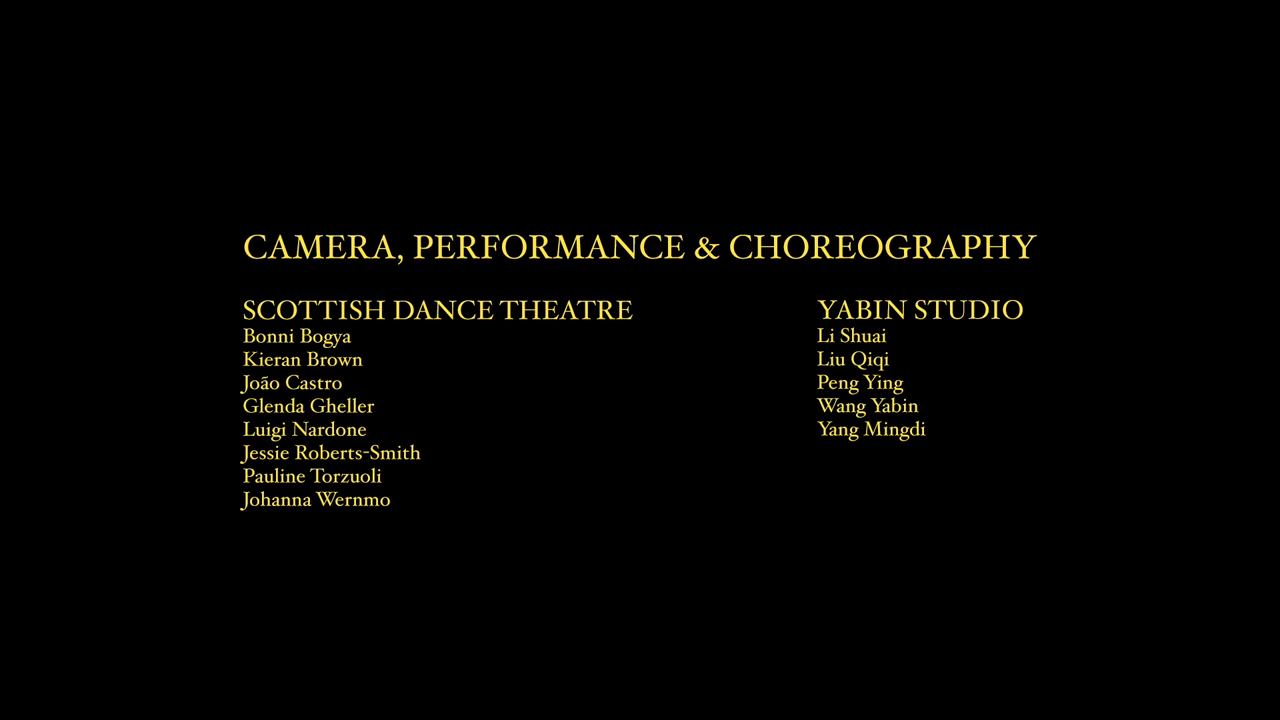 CAMERA, PERFORMANCE & CHOREOGRAPHY
SCOTTISH DANCE THEATRE
Bonni Bogya
Kieran Brown
João Castro
Glenda Gheller
Luigi Nardone
Jessie Roberts-Smith
Pauline Torzuoli
Johanna Wernmo
YABIN STUDIO
Li Shuai
Liu Qiqi
Peng Ying
Wang Yabin
Yang Mingdi